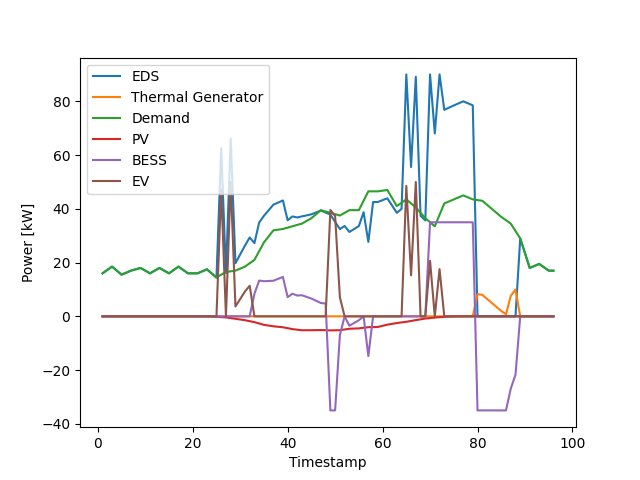 EDS
Thermal Generator
Demand
PV
BESS
EV
Power [kW]
80
60
40
20
0
−20
−40
0 20 40 60 80 100
Timestamp